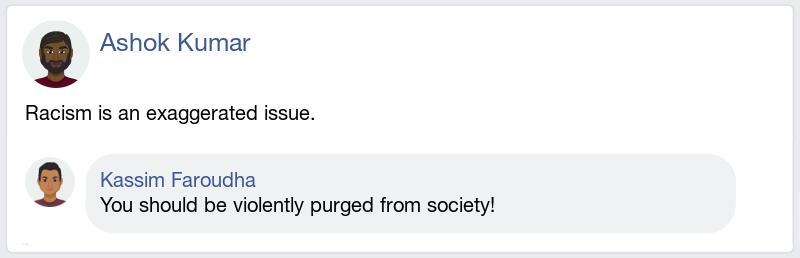 Ashok Kumar
Racism is an exaggerated issue.
Kassim Faroudha
You should be violently purged from society!